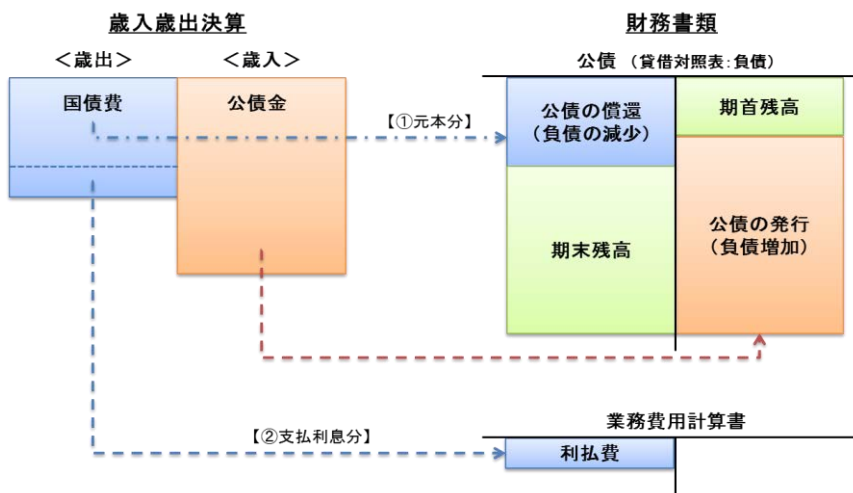 歳入歳出決算
財務書類
<歳出>
<歳入>
公債 (貸借対照表:負債)
国債費
公債金
【①元本分】
公債の償還
(負債の減少)
期首残高
期末残高
公債の発行
(負債増加)
業務費用計算書
【②支払利息分】
利払費